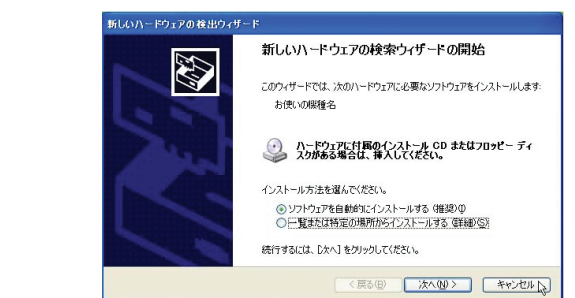 新しいハードウェアの検出ウィザード
新しいハードウェアの検索ウィザードの開始
このウィザードでは、次のハードウェアに必要なソフトウェアをインストールします:
お使いの機種名
ハードウェアに付属のインストール CD またはフロッピー ディ
スクがある場合は、挿入してください。
インストール方法を選んでください。
ソフトウェアを自動的にインストールする (推奨)(I)
一覧または特定の場所からインストールする (詳細)(S)
続行するには、[次へ] をクリックしてください。
< 戻る(B) 次へ(N) > キャンセル